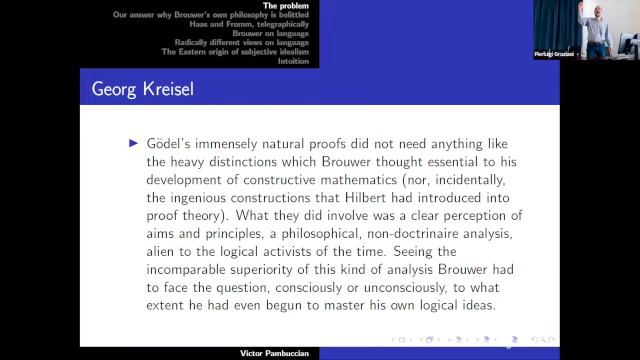 The problem
Our answer why Brouwer's own philosophy is belittled
Haas and Fromm, telegraphically
Brouwer on language
Radically different views on language
The Eastern origin of subjective idealism
Intuition
Pierluigi Graziani
Georg Kreisel
Gödel's immensely natural proofs did not need anything like
the heavy distinctions which Brouwer thought essential to his
development of constructive mathematics (nor, incidentally,
the ingenious constructions that Hilbert had introduced into
proof theory). What they did involve was a clear perception of
aims and principles, a philosophical, non-doctrinaire analysis,
alien to the logical activists of the time. Seeing the
incomparable superiority of this kind of analysis Brouwer had
to face the question, consciously or unconsciously, to what
extent he had even begun to master his own logical ideas.
Victor Pambuccian